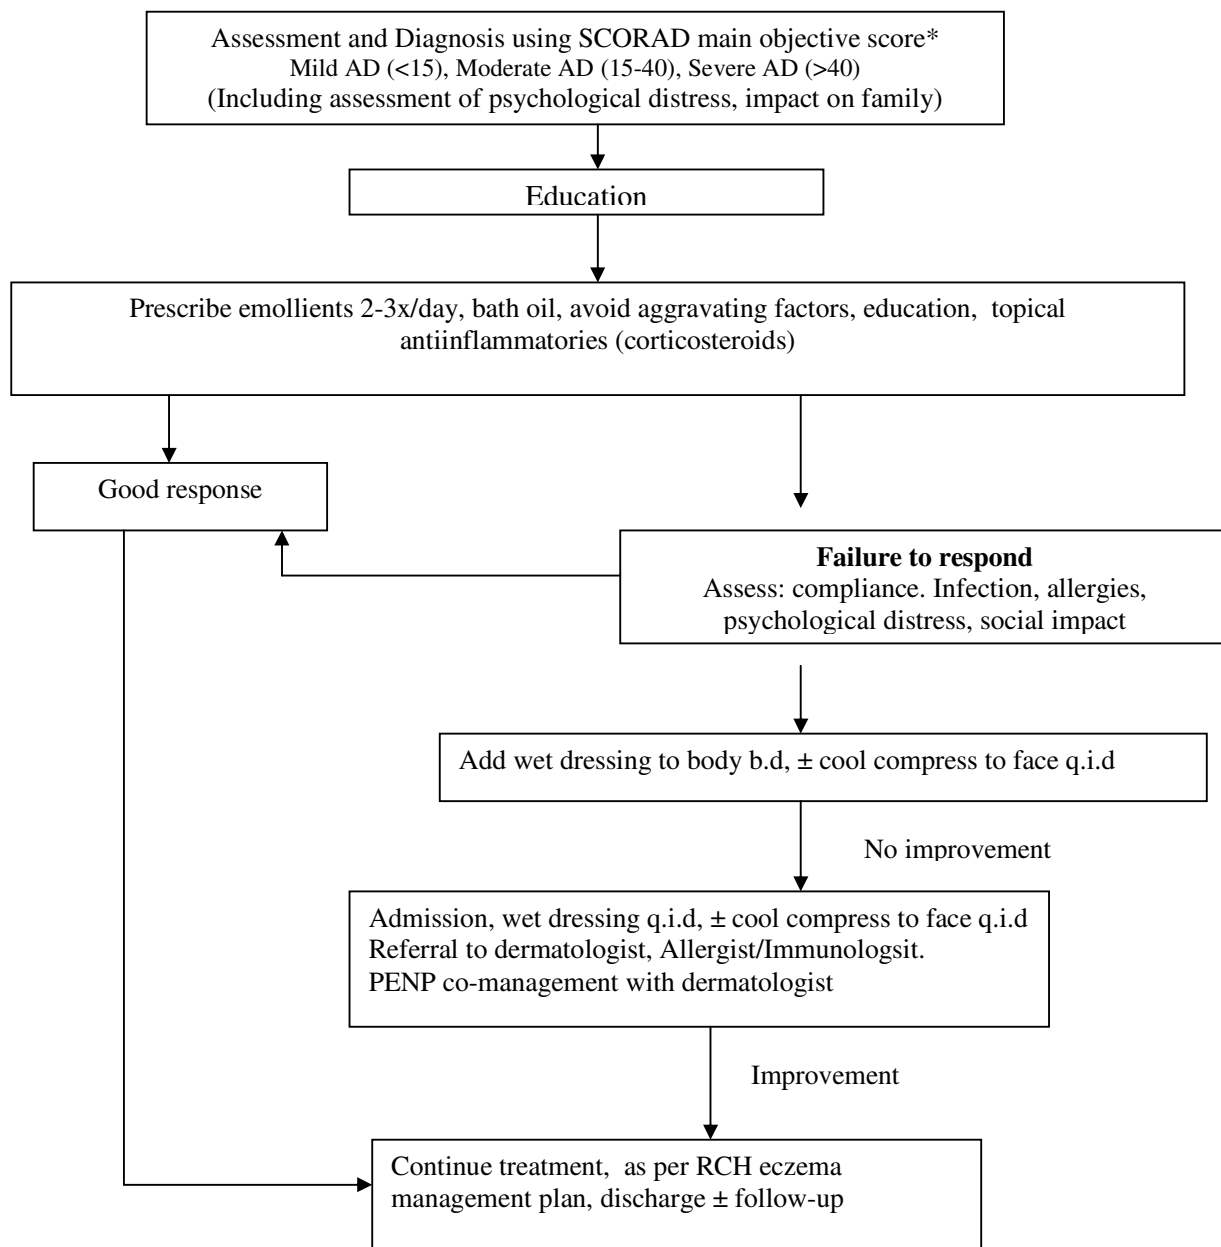 Assessment and Diagnosis using SCORAD main objective score*
Mild AD (<15), Moderate AD (15-40), Severe AD (>40)
(Including assessment of psychological distress, impact on family)
Education
Prescribe emollients 2-3x/day, bath oil, avoid aggravating factors, education, topical
antiinflammatories (corticosteroids)
Good response
Failure to respond
Assess: compliance. Infection, allergies,
psychological distress, social impact
Add wet dressing to body b.d, ± cool compress to face q.i.d
No improvement
Admission, wet dressing q.i.d, ± cool compress to face q.i.d
Referral to dermatologist, Allergist/Immunologsit.
PENP co-management with dermatologist
Improvement
Continue treatment, as per RCH eczema
management plan, discharge ± follow-up